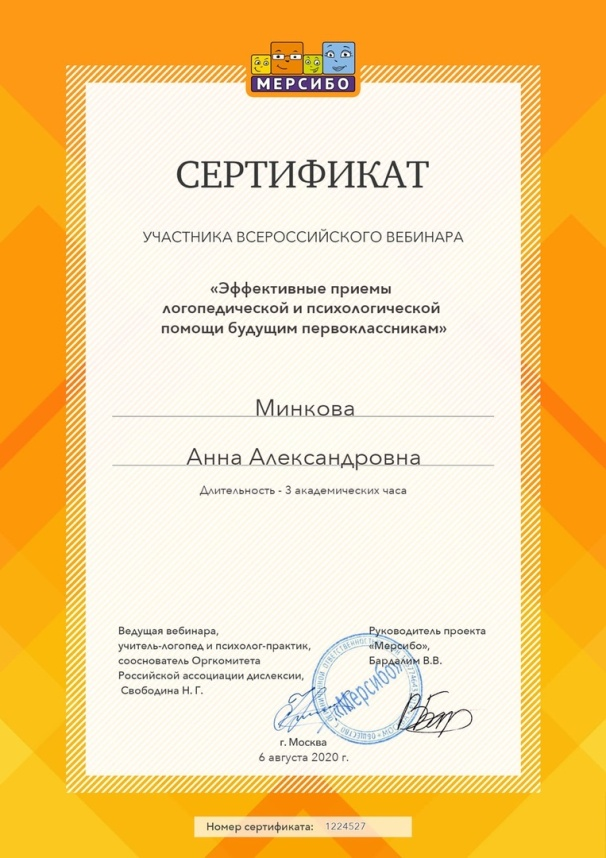 МЕРСИБО
СЕРТИФИКАТ
УЧАСТНИКА ВСЕРОССИЙСКОГО ВЕБИНАРА
«Эффективные приемы
логопедической и психологической
помощи будущим первоклассникам»
Минкова
Анна Александровна
Длительность - 3 академических часа
Ведущая вебинара,
учитель-логопед и психолог-практик,
сооснователь Оргкомитета
Российской ассоциации дислексии,
Свободина Н. Г.
Руководитель проекта
«Мерсибо»,
Бардалим В.В.
«Мерсибо»
г. Москва
6 августа 2020 г.
Номер сертификата: 1224527